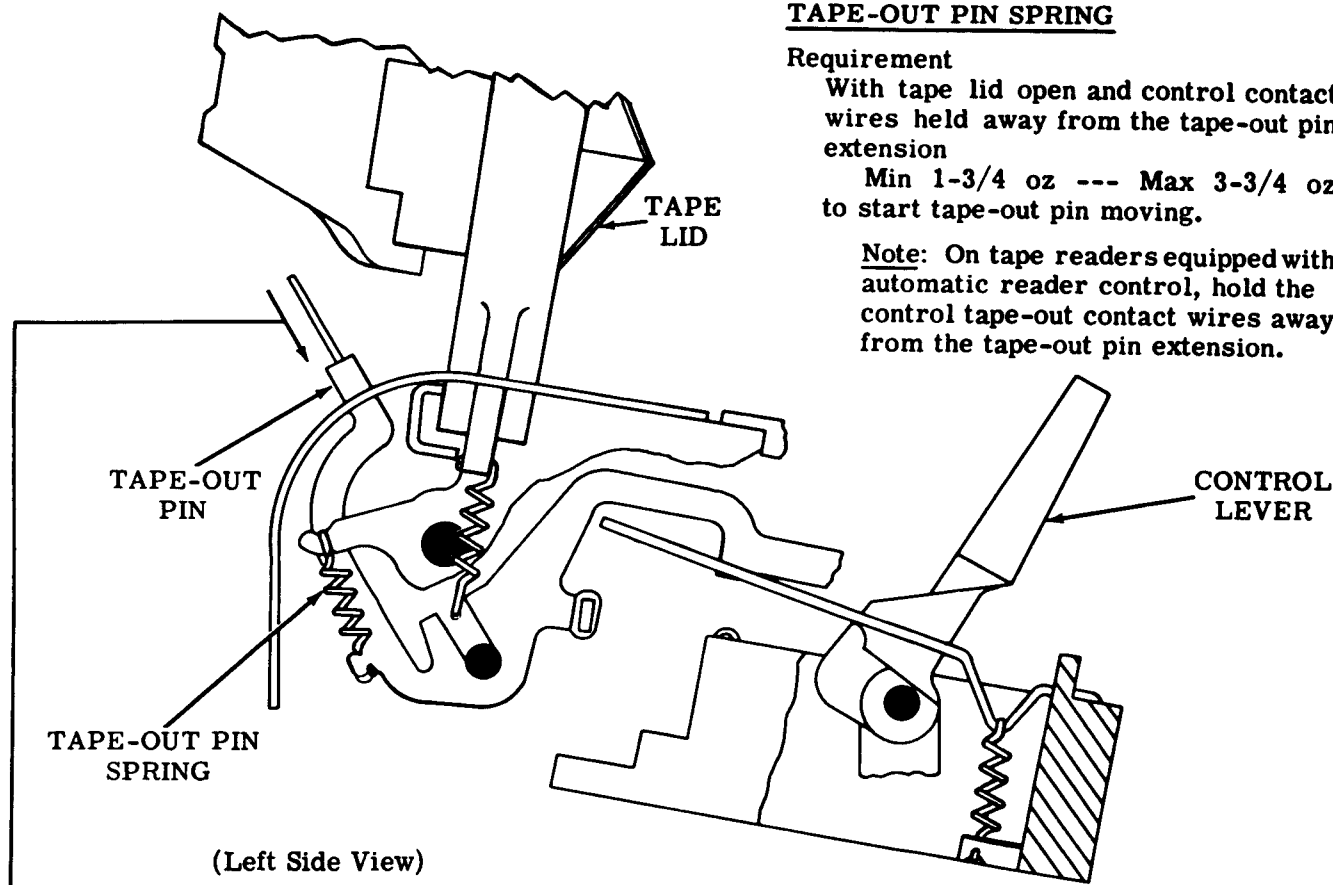 TAPE-OUT PIN SPRING
Requirement
With tape lid open and control contact
wires held away from the tape-out pin
extension
Min 1-3/4 oz --- Max 3-3/4 oz
to start tape-out pin moving.
Note: On tape readers equipped with
automatic reader control, hold the
control tape-out contact wires away
from the tape-out pin extension.
TAPE
LID
TAPE-OUT
PIN
CONTROL
LEVER
TAPE-OUT PIN
SPRING
(Left Side View)